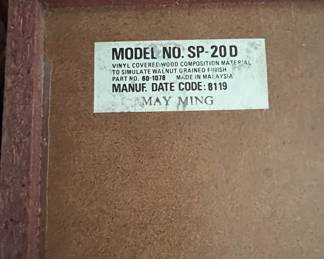 MODEL NO. SP-20D
VINYL COVERED WOOD COMPOSITION MATERIAL
TO SIMULATE WALNUT GRAINED FINISH
PART NO. 60-1078 MADE IN MALAYSIA
MANUF. DATE CODE: 8119
MAY MING